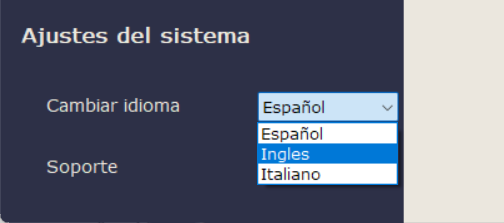 Ajustes del sistema
Cambiar idioma Español
Español
Ingles
Soporte
Italiano